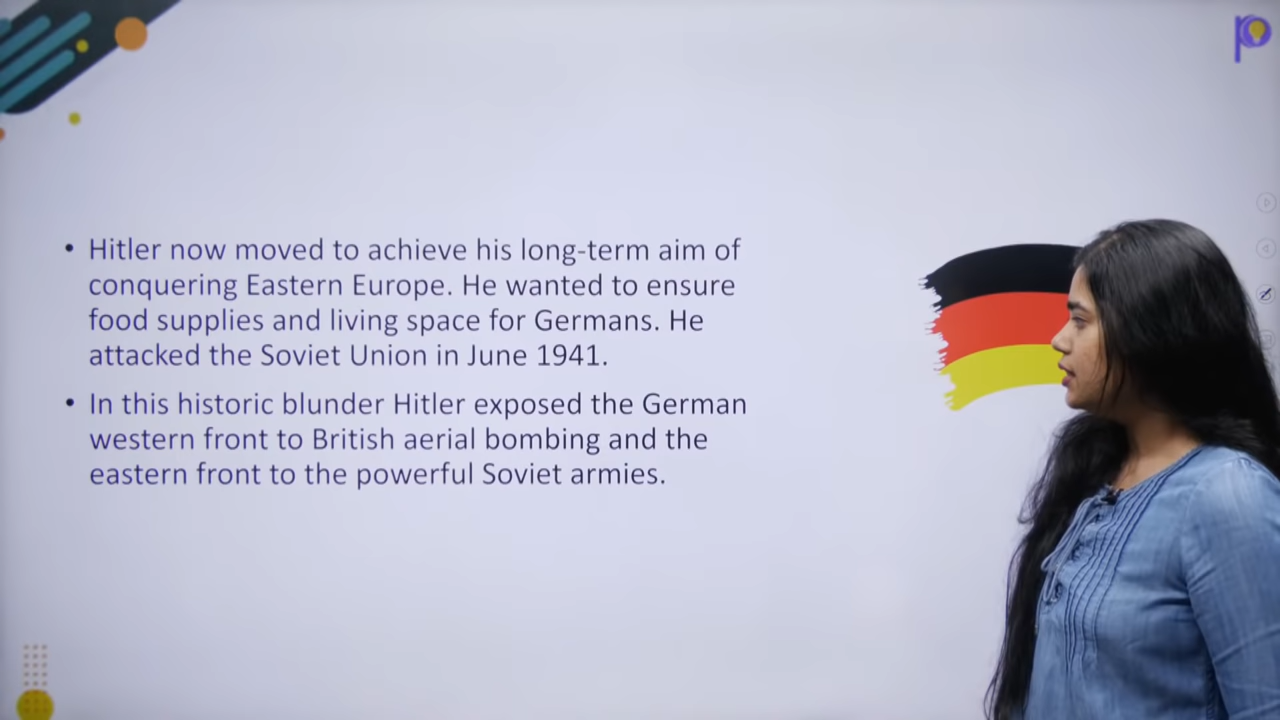 • Hitler now moved to achieve his long-term aim of
conquering Eastern Europe. He wanted to ensure
food supplies and living space for Germans. He
attacked the Soviet Union in June 1941.
• In this historic blunder Hitler exposed the German
western front to British aerial bombing and the
eastern front to the powerful Soviet armies.